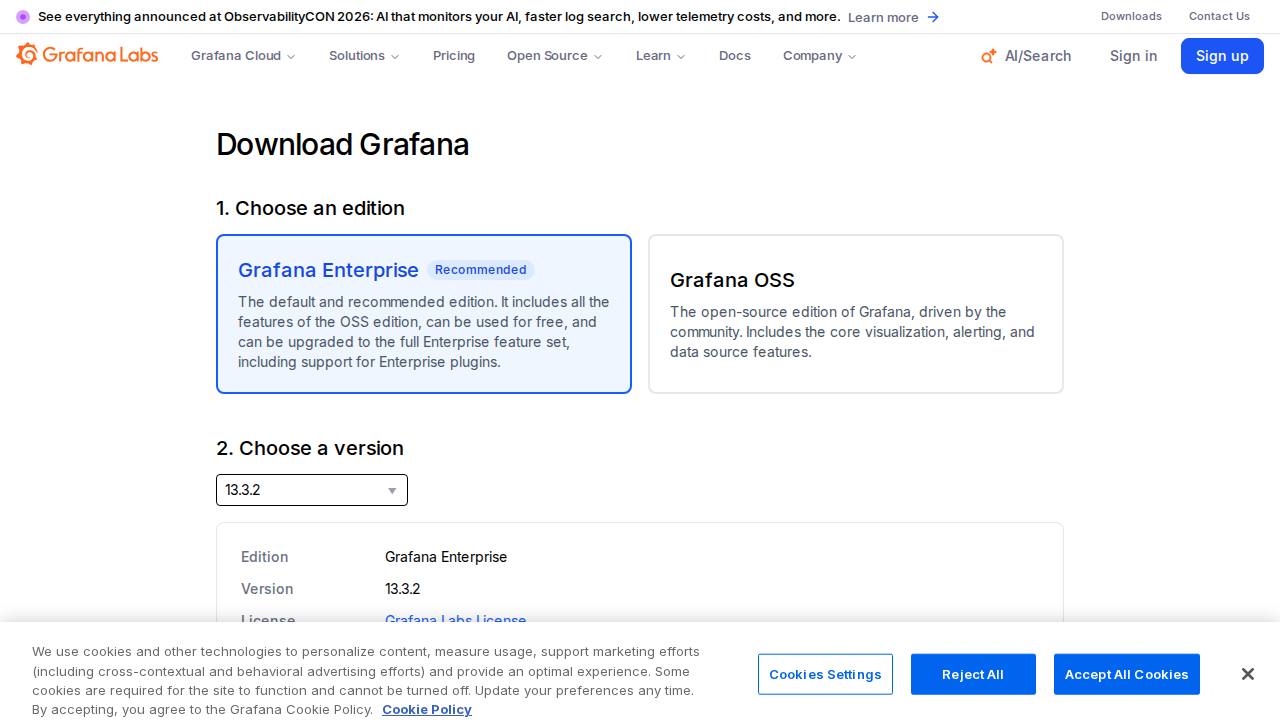 See everything announced at ObservabilityCON 2026: AI that monitors your AI, faster log search, lower telemetry costs, and more. Learn more
Downloads
Contact Us
Grafana Labs
Grafana Cloud
Solutions
Pricing
Open Source
Learn
Docs
Company
AI/Search
Sign in
Sign up
Download Grafana
1. Choose an edition
Grafana Enterprise Recommended
The default and recommended edition. It includes all the
features of the OSS edition, can be used for free, and
can be upgraded to the full Enterprise feature set,
including support for Enterprise plugins.
Grafana OSS
The open-source edition of Grafana, driven by the
community. Includes the core visualization, alerting, and
data source features.
2. Choose a version
13.3.2
Edition Grafana Enterprise
Version 13.3.2
License Grafana Labs License
We use cookies and other technologies to personalize content, measure usage, support marketing efforts
(including cross-contextual and behavioral advertising efforts) and provide an optimal experience. Some
cookies are required for the site to function and cannot be turned off. Update your preferences any time.
By accepting, you agree to the Grafana Cookie Policy. Cookie Policy
Cookies Settings
Reject All
Accept All Cookies